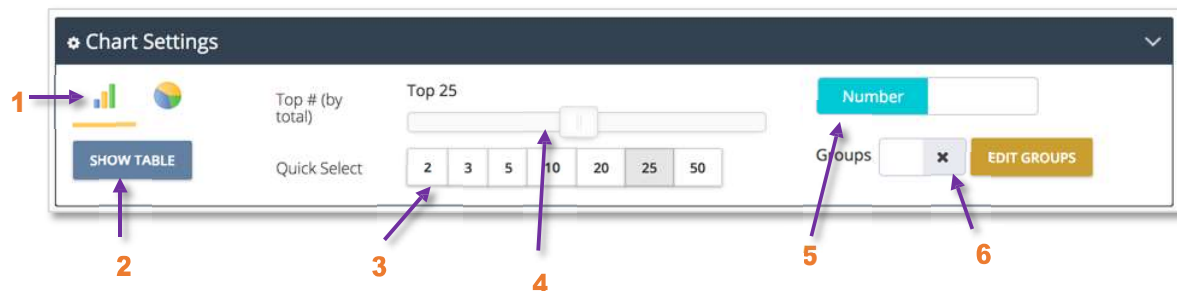 Chart Settings
1
Top # (by
total)
Top 25
Number
SHOW TABLE
Quick Select
2 3 5 10 20 25 50
Groups
EDIT GROUPS
2
3
4
5
6